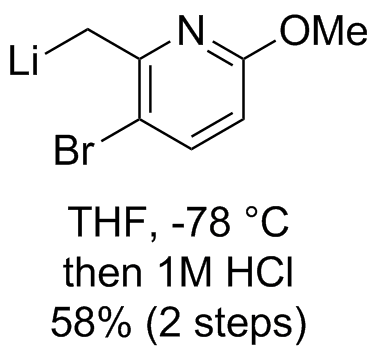 N
OMe
Li
Br
THF, -78 °C
then 1M HCl
58% (2 steps)